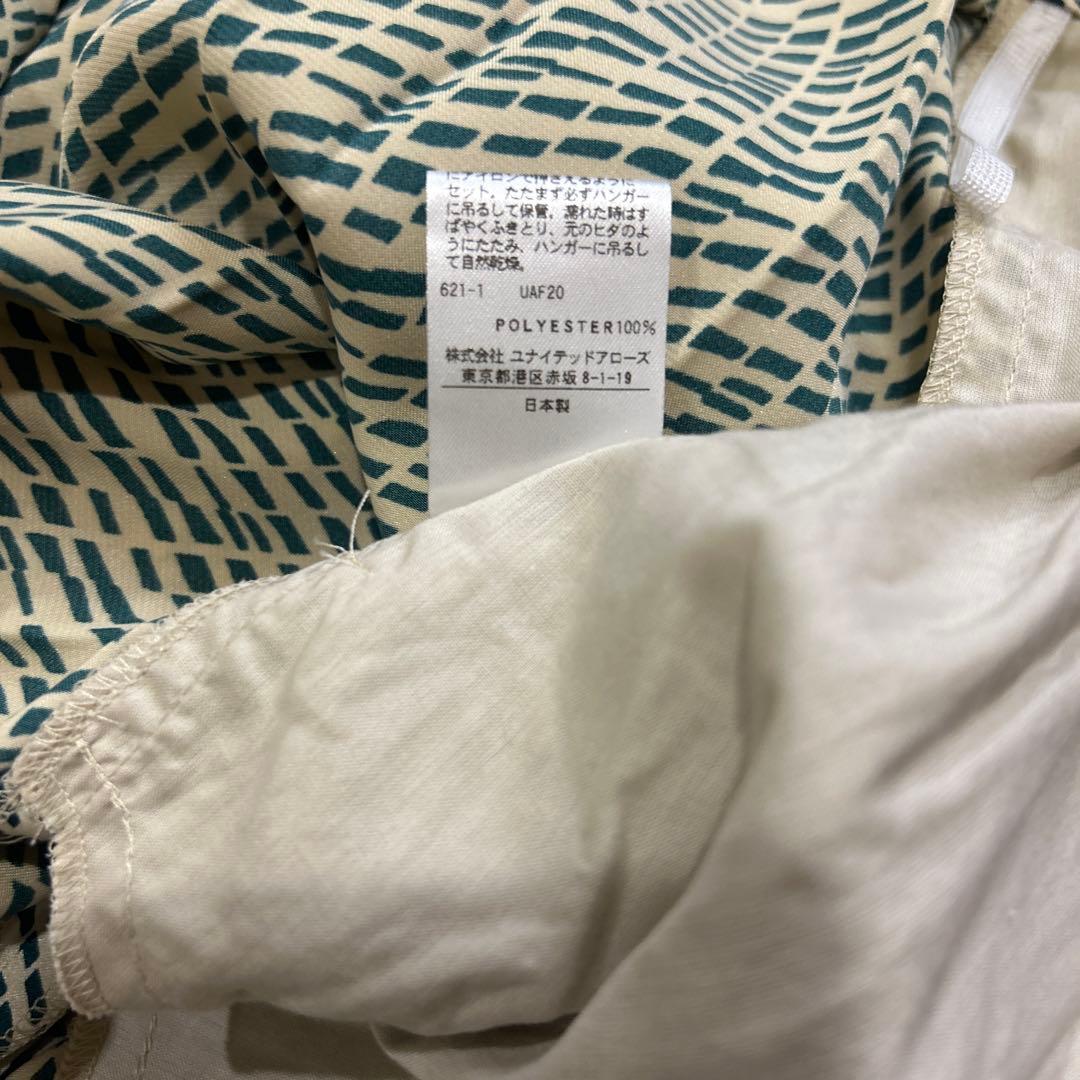 にアイロンで押さえるように
セット。たたまず必ずハンガー
に吊るして保管。濡れた時はす
ばやくふきとり、元のヒダのよ
うにたたみ、ハンガーに吊るし
て自然乾燥。
621-1 UAF20
POLYESTER100%
株式会社 ユナイテッドアローズ
東京都港区赤坂 8-1-19
日本製